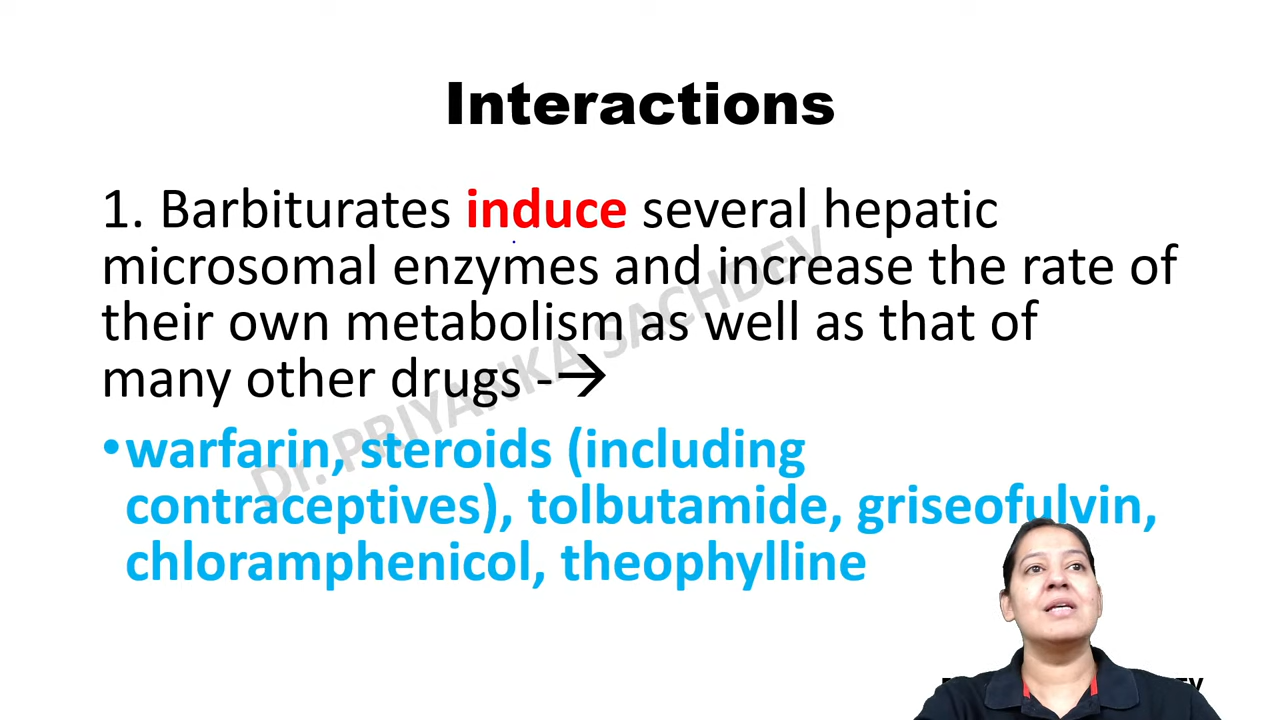 Interactions
1. Barbiturates induce several hepatic
microsomal enzymes and increase the rate of
their own metabolism as well as that of
many other drugs -→
•warfarin, steroids (including
contraceptives), tolbutamide, griseofulvin,
chloramphenicol, theophylline
Dr. PRIYANKA SACHDEV